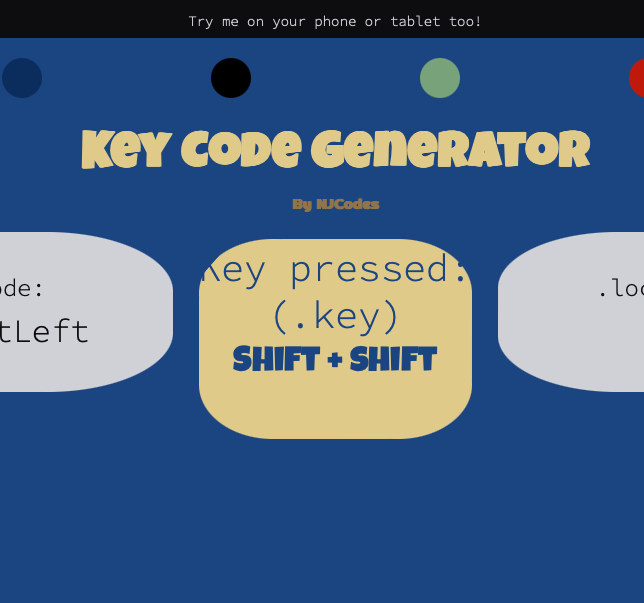 Try me on your phone or tablet too!
Key Code Generator
By NJCodes
ode:
tLeft
Key pressed:
(.key)
SHIFT + SHIFT
.loc